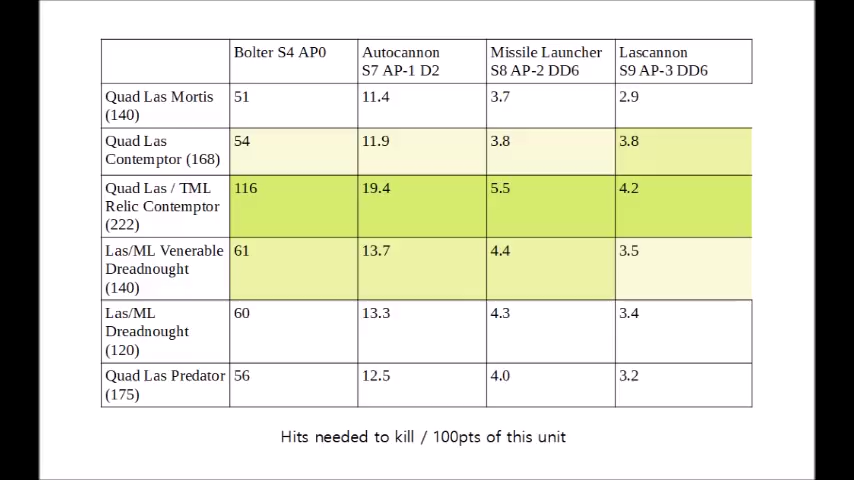 Bolter S4 AP0
Autocannon
S7 AP-1 D2
Missile Launcher
S8 AP-2 DD6
Lascannon
S9 AP-3 DD6
Quad Las Mortis
(140)
51
11.4
3.7
2.9
Quad Las
Contemptor (168)
54
11.9
3.8
3.8
Quad Las / TML
Relic Contemptor
(222)
116
19.4
5.5
4.2
Las/ML Venerable
Dreadnought
(140)
61
13.7
4.4
3.5
Las/ML
Dreadnought
(120)
60
13.3
4.3
3.4
Quad Las Predator
(175)
56
12.5
4.0
3.2
Hits needed to kill / 100pts of this unit